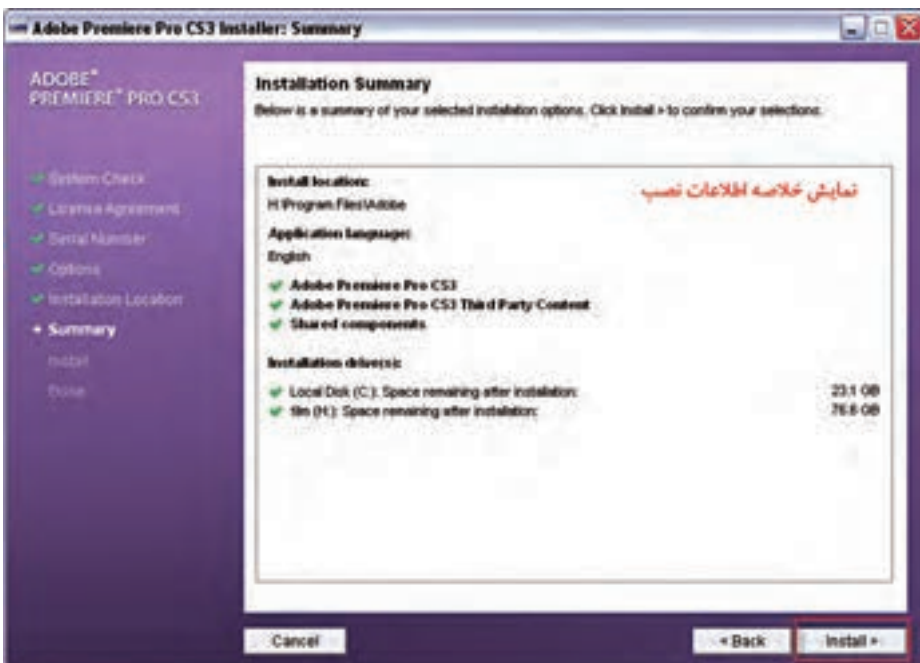 Adobe Premiere Pro CS3 Installer: Summary
ADOBE®
PREMIERE® PRO CS3
System Check
License Agreement
Serial Number
Options
Installation Location
Summary
Install
Done
Installation Summary
Below is a summary of your selected installation options. Click Install > to confirm your selections.
نمایش خلاصه اطلاعات نصب
Install location:
H:\Program Files\Adobe
Application language:
English
Adobe Premiere Pro CS3
Adobe Premiere Pro CS3 Third Party Content
Shared components
Installation drive(s):
Local Disk (C:): Space remaining after installation: 23.1 GB
film (H:): Space remaining after installation: 76.8 GB
Cancel
< Back
Install >